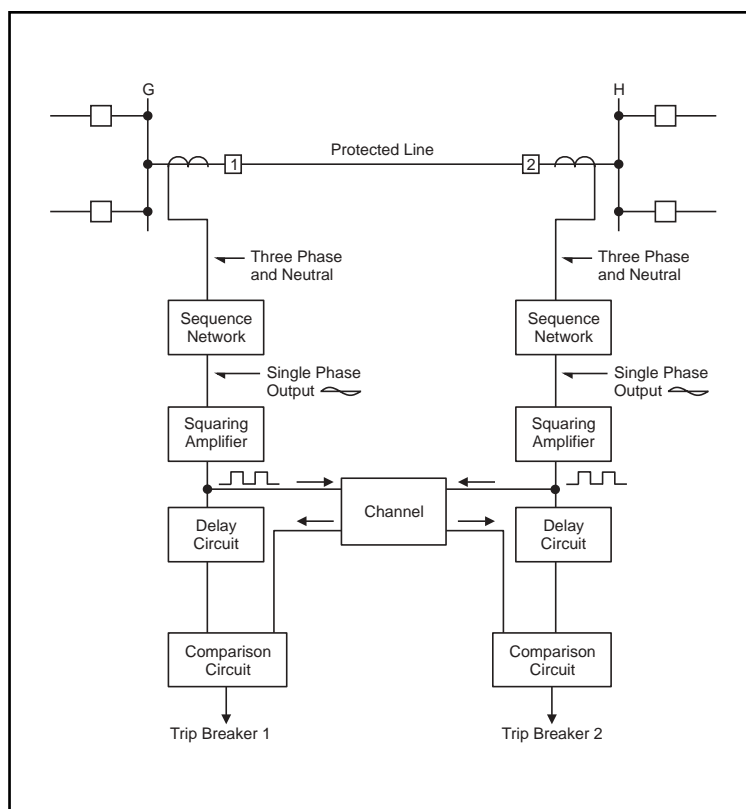 G
H
1
Protected Line
2
Three Phase
and Neutral
Three Phase
and Neutral
Sequence
Network
Sequence
Network
Single Phase
Output
Single Phase
Output
Squaring
Amplifier
Squaring
Amplifier
Channel
Delay
Circuit
Delay
Circuit
Comparison
Circuit
Comparison
Circuit
Trip Breaker 1
Trip Breaker 2